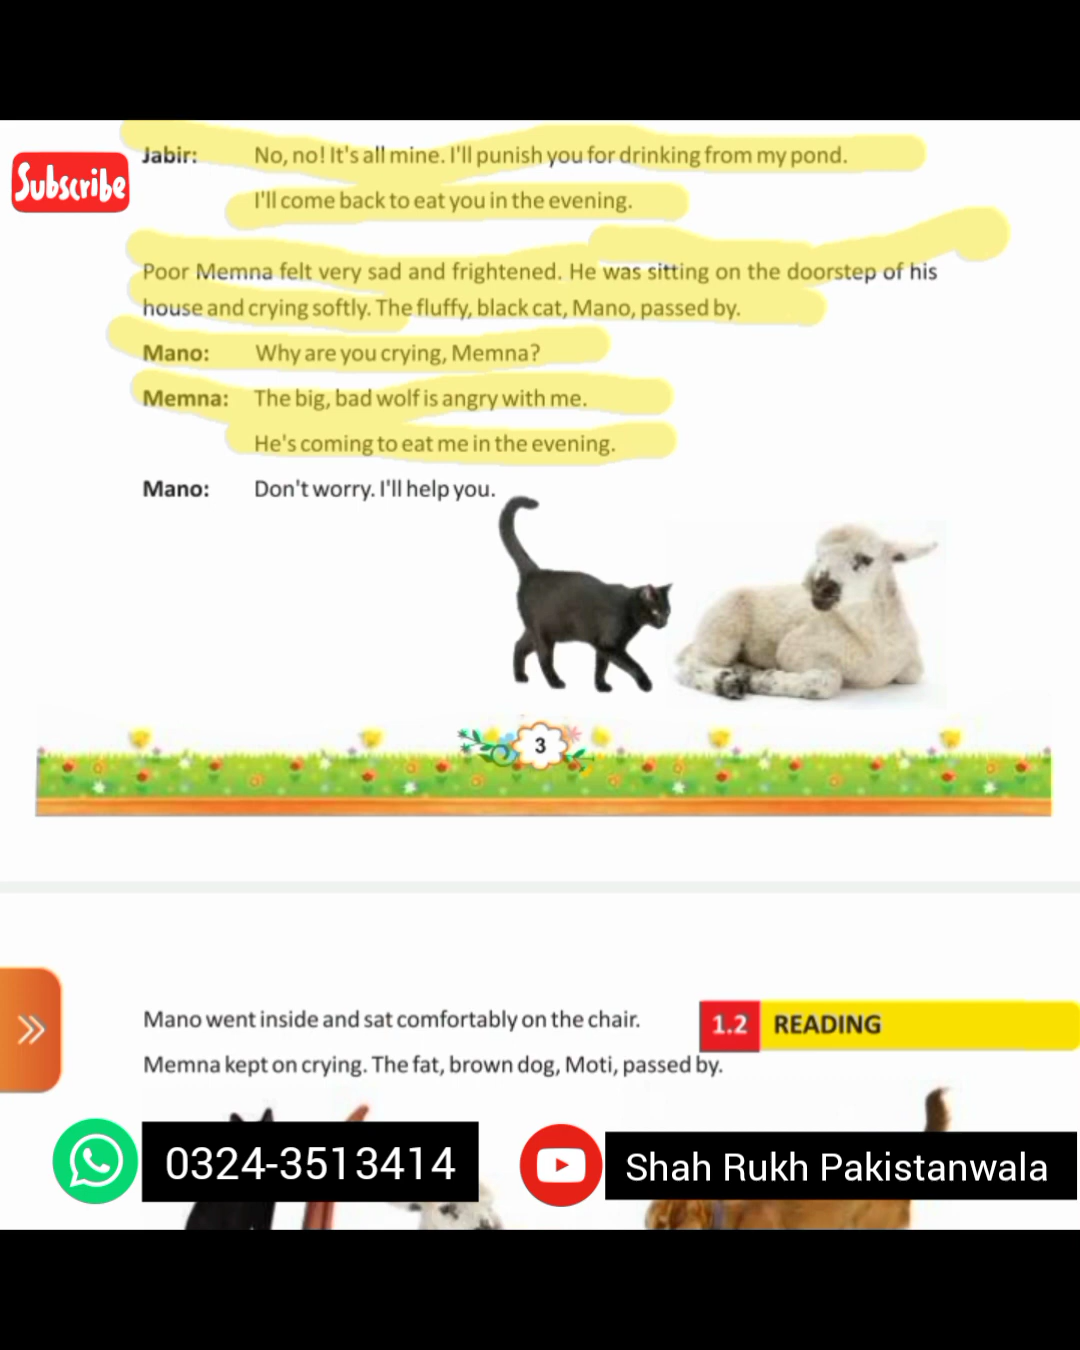 Subscribe
Jabir: No, no! It's all mine. I'll punish you for drinking from my pond.
I'll come back to eat you in the evening.
Poor Memna felt very sad and frightened. He was sitting on the doorstep of his
house and crying softly. The fluffy, black cat, Mano, passed by.
Mano: Why are you crying, Memna?
Memna: The big, bad wolf is angry with me.
He's coming to eat me in the evening.
Mano: Don't worry. I'll help you.
3
Mano went inside and sat comfortably on the chair.
1.2 READING
Memna kept on crying. The fat, brown dog, Moti, passed by.
0324-3513414
Shah Rukh Pakistanwala